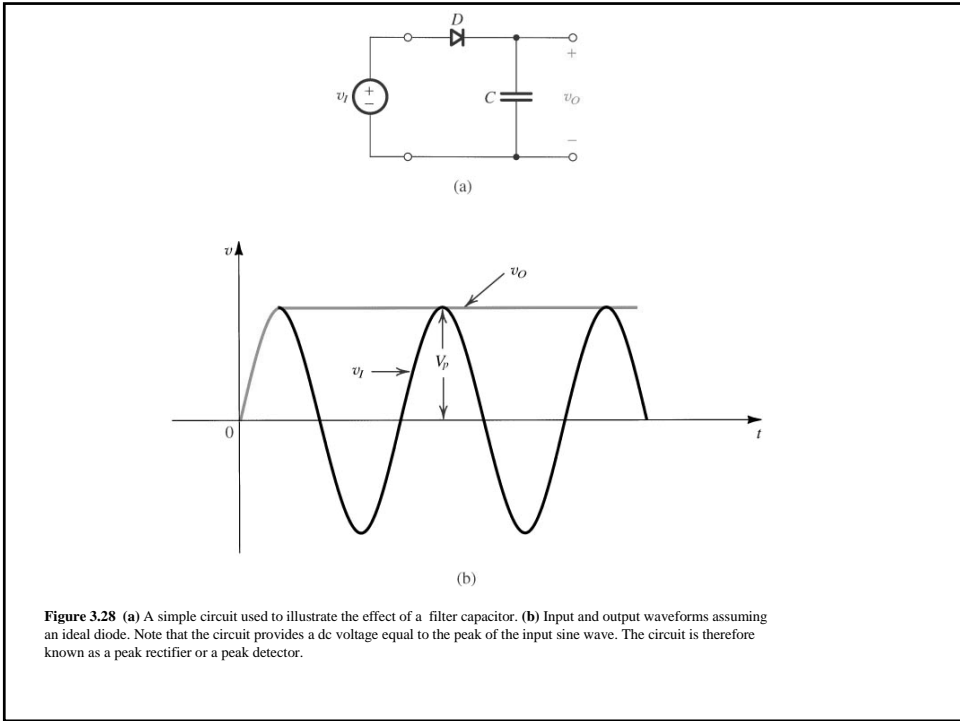 D
+
v_I
+
−
C
v_O
−
(a)
v
v_O
v_I
V_p
0
t
(b)
Figure 3.28 (a) A simple circuit used to illustrate the effect of a filter capacitor. (b) Input and output waveforms assuming
an ideal diode. Note that the circuit provides a dc voltage equal to the peak of the input sine wave. The circuit is therefore
known as a peak rectifier or a peak detector.